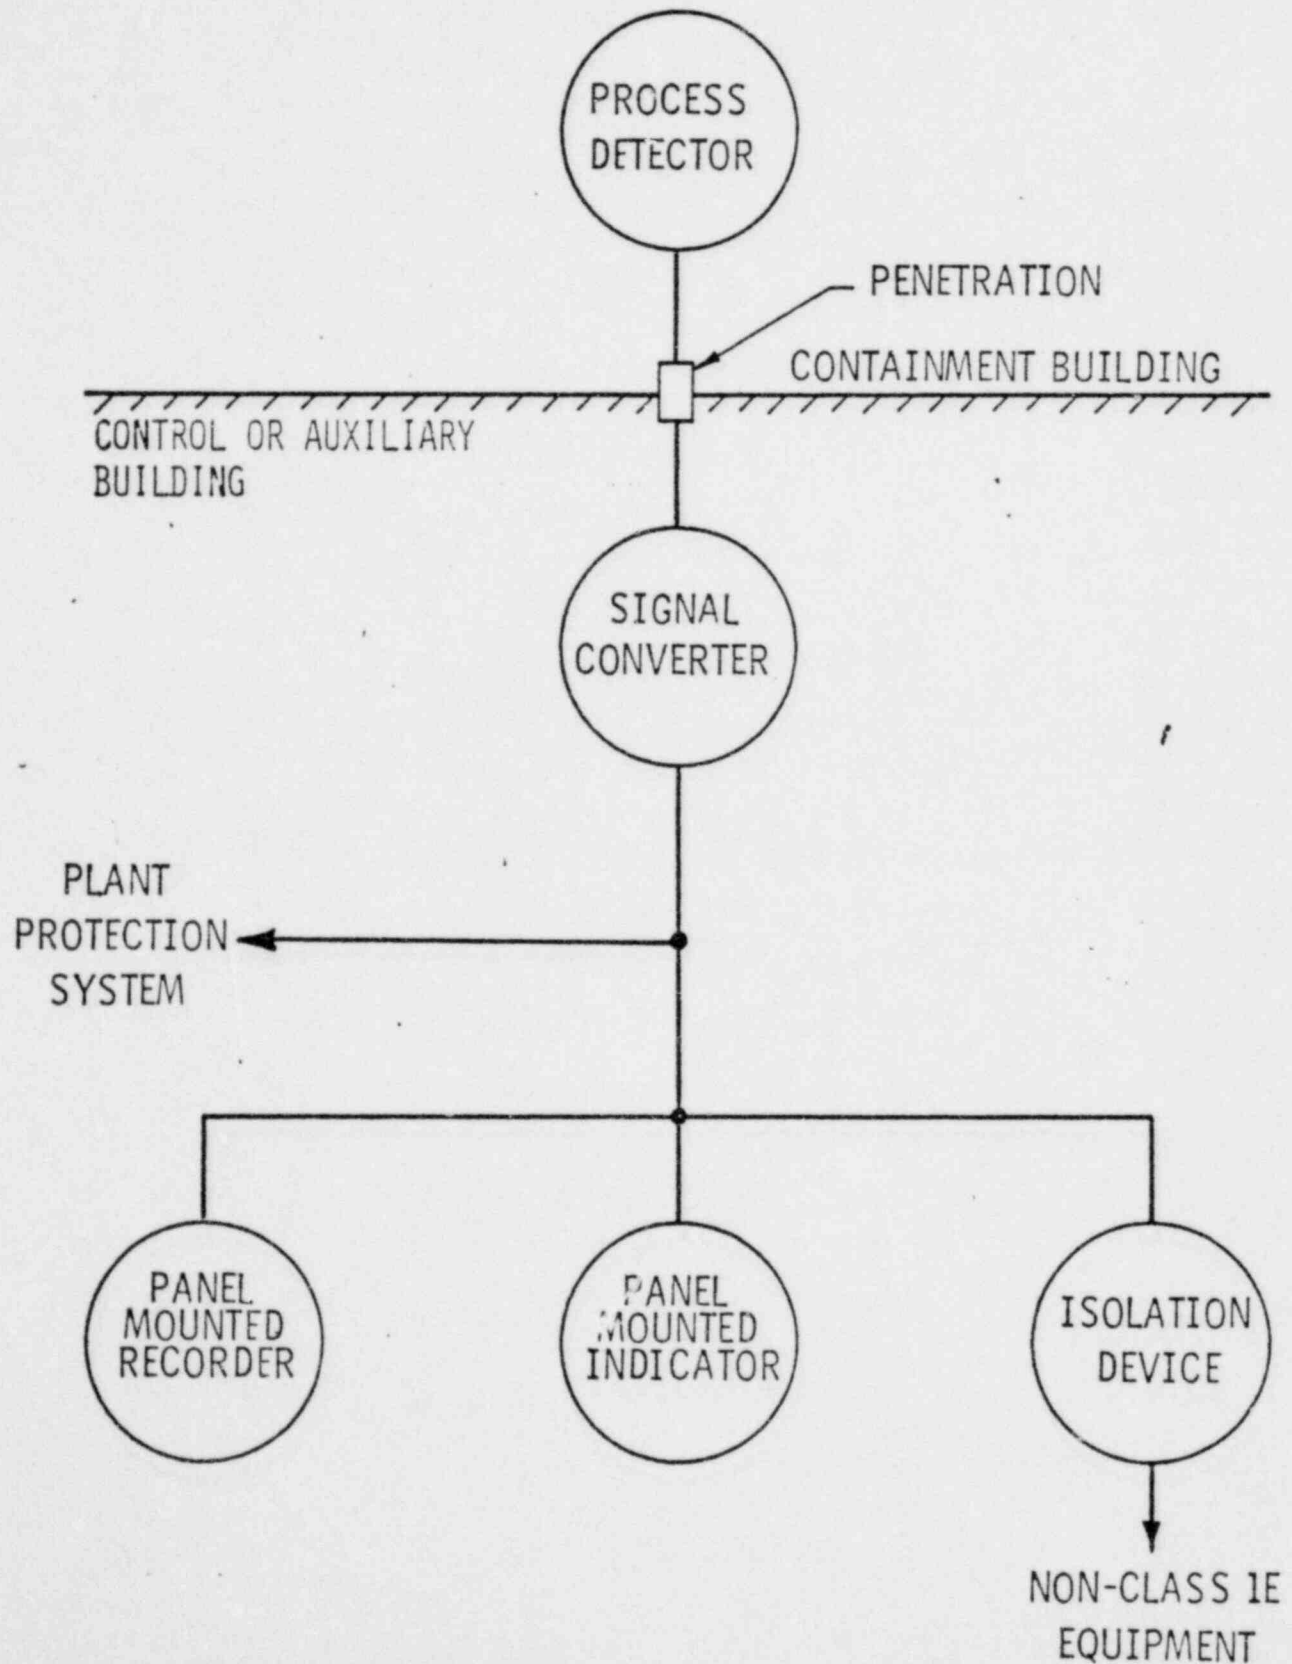 PROCESS
DETECTOR
PENETRATION
CONTAINMENT BUILDING
CONTROL OR AUXILIARY
BUILDING
SIGNAL
CONVERTER
PLANT
PROTECTION
SYSTEM
PANEL
MOUNTED
RECORDER
PANEL
MOUNTED
INDICATOR
ISOLATION
DEVICE
NON-CLASS 1E
EQUIPMENT